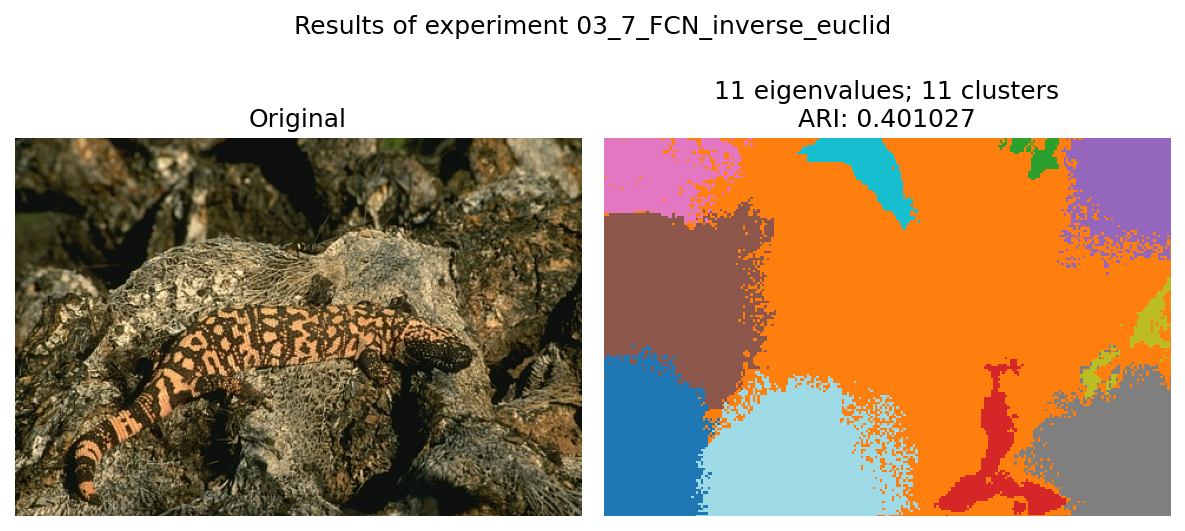 Results of experiment 03_7_FCN_inverse_euclid
Original
11 eigenvalues; 11 clusters
ARI: 0.401027